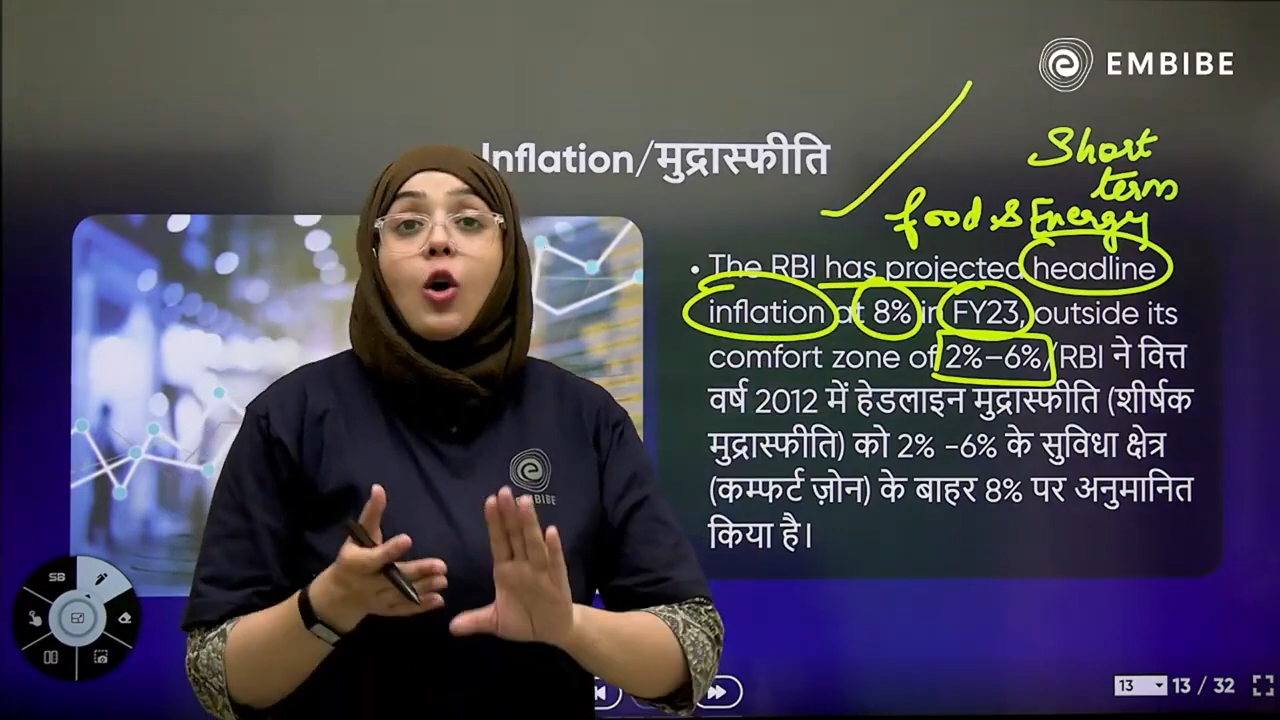 EMBIBE
Inflation/मुद्रास्फीति
Short
term
food & Energy
• The RBI has projected headline
inflation at 8% in FY23, outside its
comfort zone of 2%–6%/RBI ने वित्त
वर्ष 2012 में हेडलाइन मुद्रास्फीति (शीर्षक
मुद्रास्फीति) को 2% -6% के सुविधा क्षेत्र
(कम्फर्ट ज़ोन) के बाहर 8% पर अनुमानित
किया है।
SB
13 13 / 32